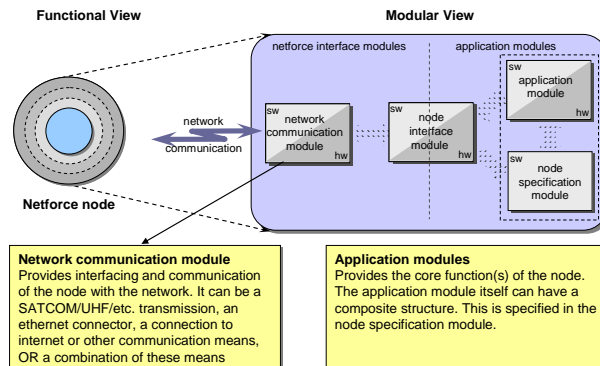 Functional View
Modular View
netforce interface modules
application modules
sw
application
module
hw
network
communication
sw
network
communication
module
hw
sw
node
interface
module
hw
sw
node
specification
module
Netforce node
Network communication module
Provides interfacing and communication
of the node with the network. It can be a
SATCOM/UHF/etc. transmission, an
ethernet connector, a connection to
internet or other communication means,
OR a combination of these means
Application modules
Provides the core function(s) of the node.
The application module itself can have a
composite structure. This is specified in the
node specification module.